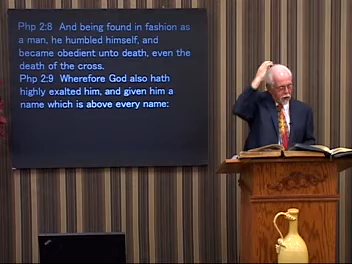 Php 2:8  And being found in fashion as
a man, he humbled himself, and
became obedient unto death, even the
death of the cross.
Php 2:9  Wherefore God also hath
highly exalted him, and given him a
name which is above every name: